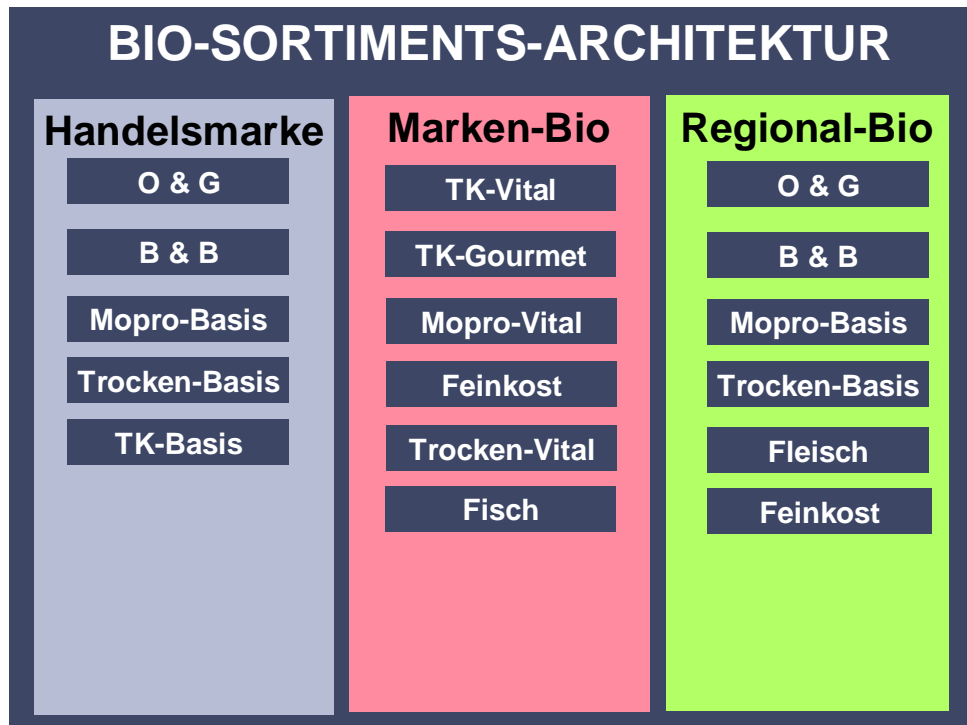 BIO-SORTIMENTS-ARCHITEKTUR
Handelsmarke
O & G
B & B
Mopro-Basis
Trocken-Basis
TK-Basis
Marken-Bio
TK-Vital
TK-Gourmet
Mopro-Vital
Feinkost
Trocken-Vital
Fisch
Regional-Bio
O & G
B & B
Mopro-Basis
Trocken-Basis
Fleisch
Feinkost